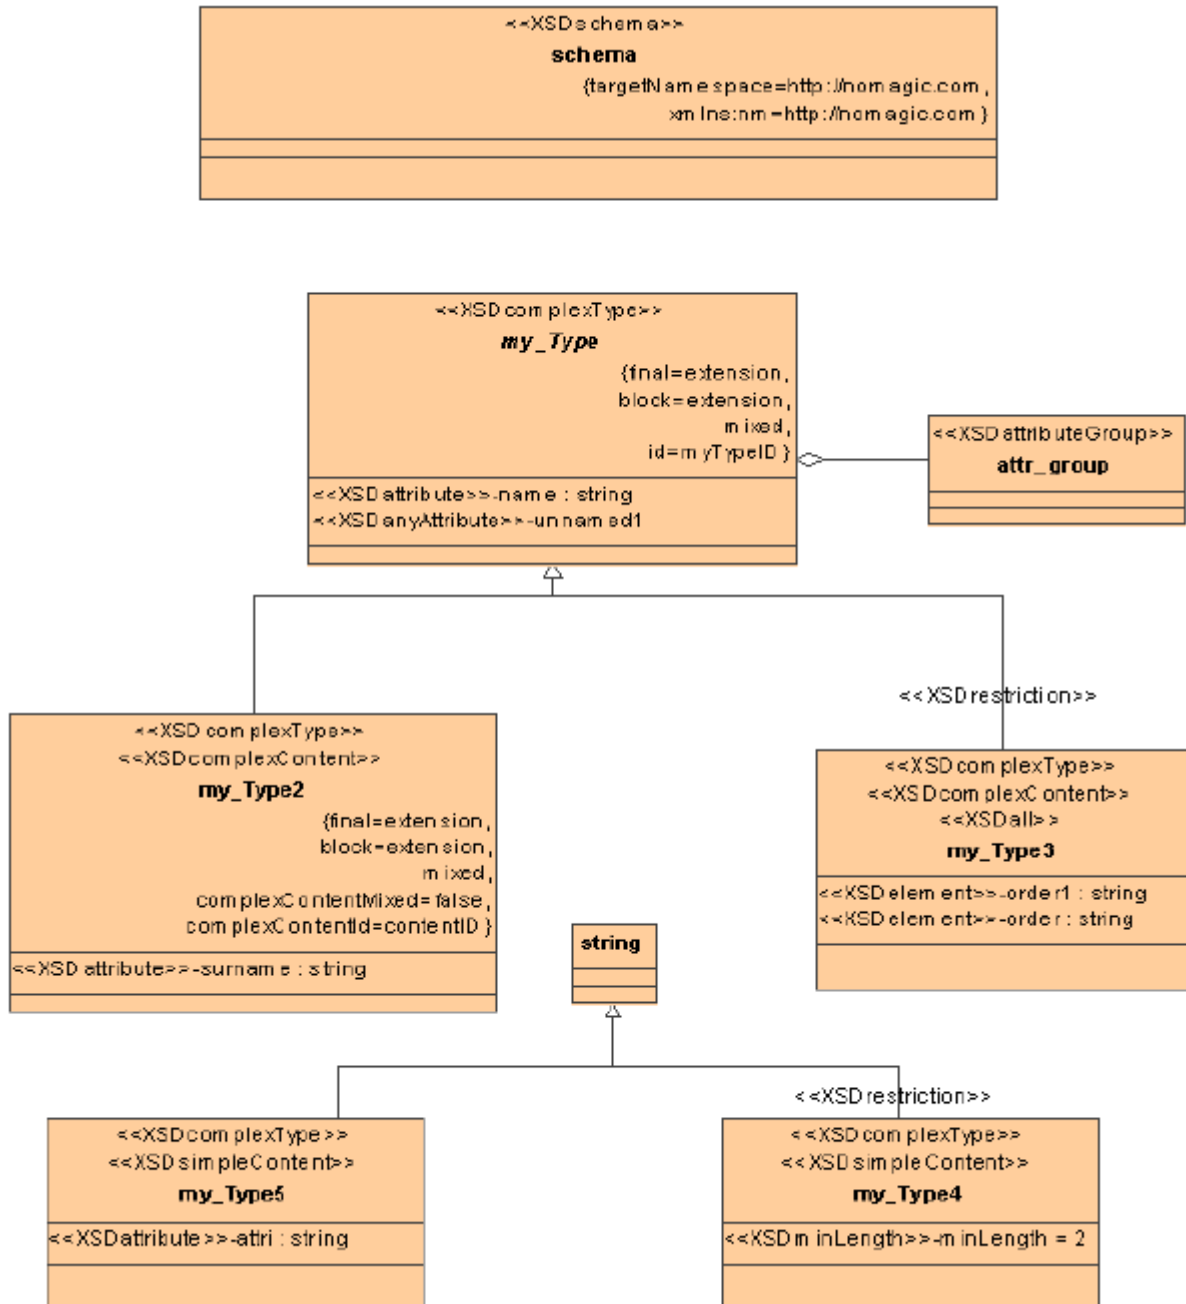 <<XSDschema>>
schema
{targetNamespace=http://nomagic.com,
xmlns:nm=http://nomagic.com}
<<XSDcomplexType>>
my_Type
{final=extension,
block=extension,
mixed,
id=myTypeID}
<<XSDattribute>>-name : string
<<XSDanyAttribute>>-unnamed1
<<XSDattributeGroup>>
attr_group
<<XSDrestriction>>
<<XSDcomplexType>>
<<XSDcomplexContent>>
my_Type2
{final=extension,
block=extension,
mixed,
complexContentMixed=false,
complexContentId=contentID}
<<XSDattribute>>-surname : string
<<XSDcomplexType>>
<<XSDcomplexContent>>
<<XSDall>>
my_Type3
<<XSDelement>>-order1 : string
<<XSDelement>>-order : string
string
<<XSDrestriction>>
<<XSDcomplexType>>
<<XSDsimpleContent>>
my_Type5
<<XSDattribute>>-attri : string
<<XSDcomplexType>>
<<XSDsimpleContent>>
my_Type4
<<XSDminLength>>-minLength = 2